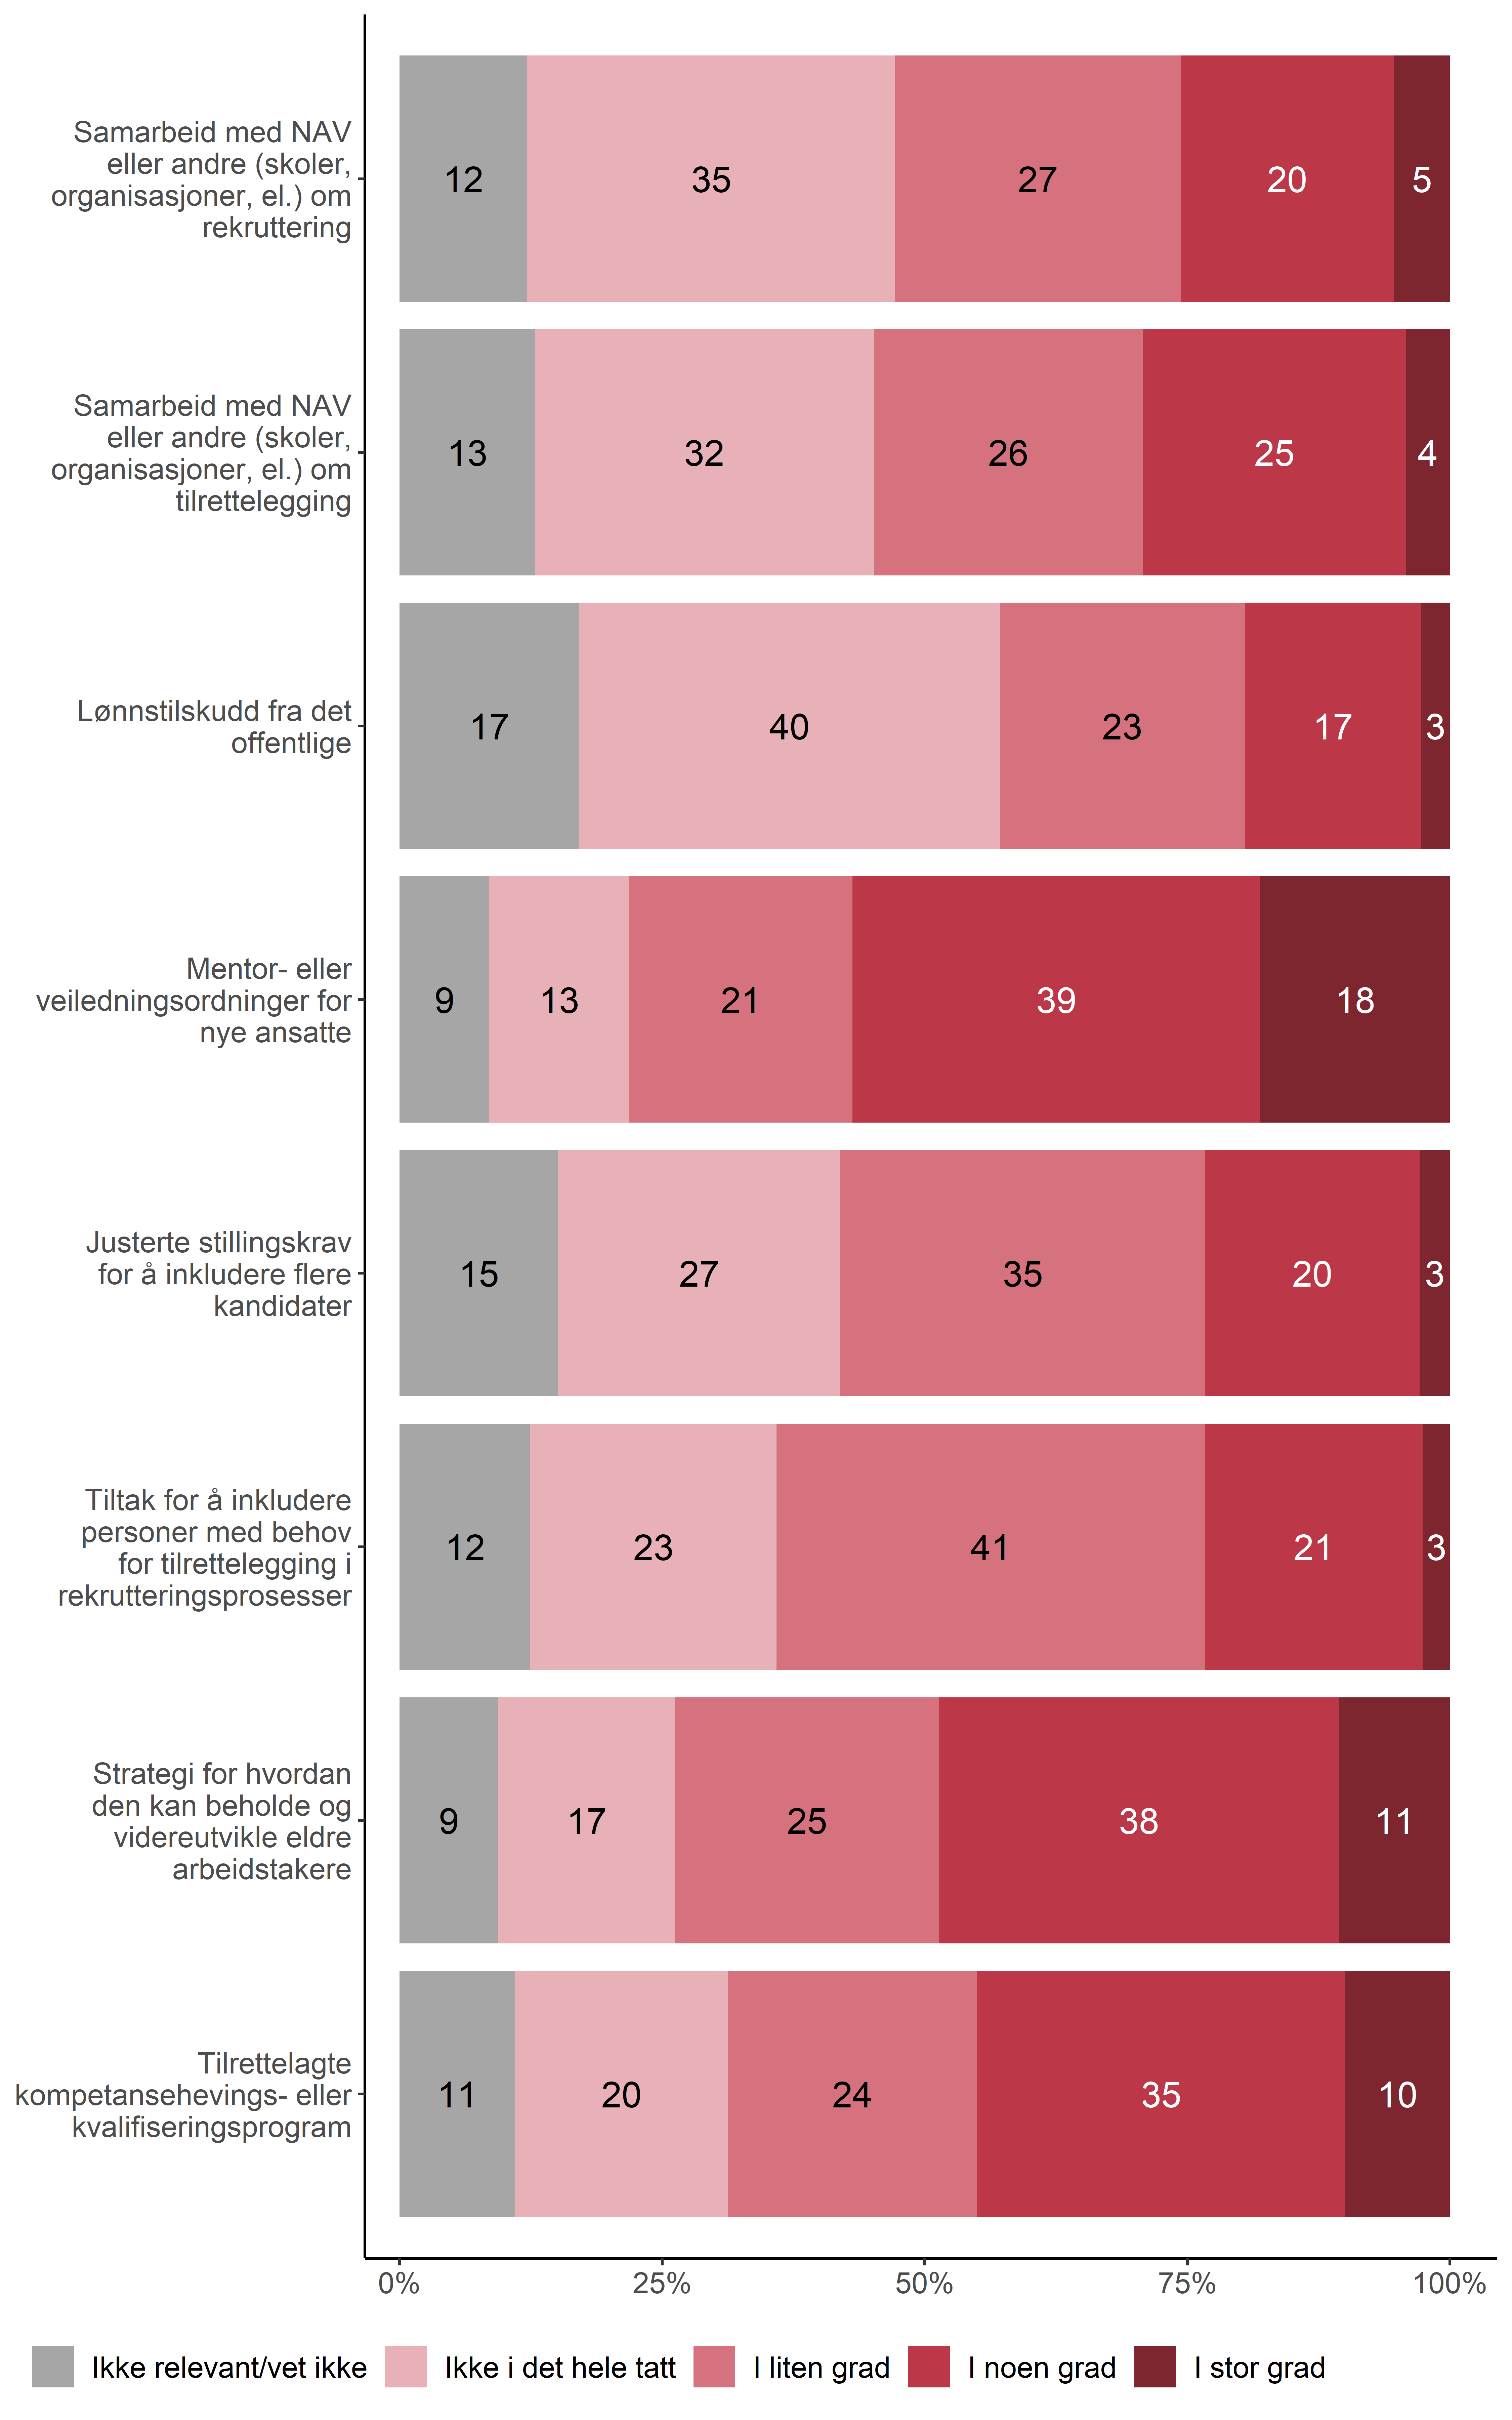 Samarbeid med NAV
eller andre (skoler,
organisasjoner, el.) om
rekruttering
12 35 27 20 5
Samarbeid med NAV
eller andre (skoler,
organisasjoner, el.) om
tilrettelegging
13 32 26 25 4
Lønnstilskudd fra det
offentlige
17 40 23 17 3
Mentor- eller
veiledningsordninger for
nye ansatte
9 13 21 39 18
Justerte stillingskrav
for å inkludere flere
kandidater
15 27 35 20 3
Tiltak for å inkludere
personer med behov
for tilrettelegging i
rekrutteringsprosesser
12 23 41 21 3
Strategi for hvordan
den kan beholde og
videreutvikle eldre
arbeidstakere
9 17 25 38 11
Tilrettelagte
kompetansehevings- eller
kvalifiseringsprogram
11 20 24 35 10
0% 25% 50% 75% 100%
Ikke relevant/vet ikke Ikke i det hele tatt I liten grad I noen grad I stor grad